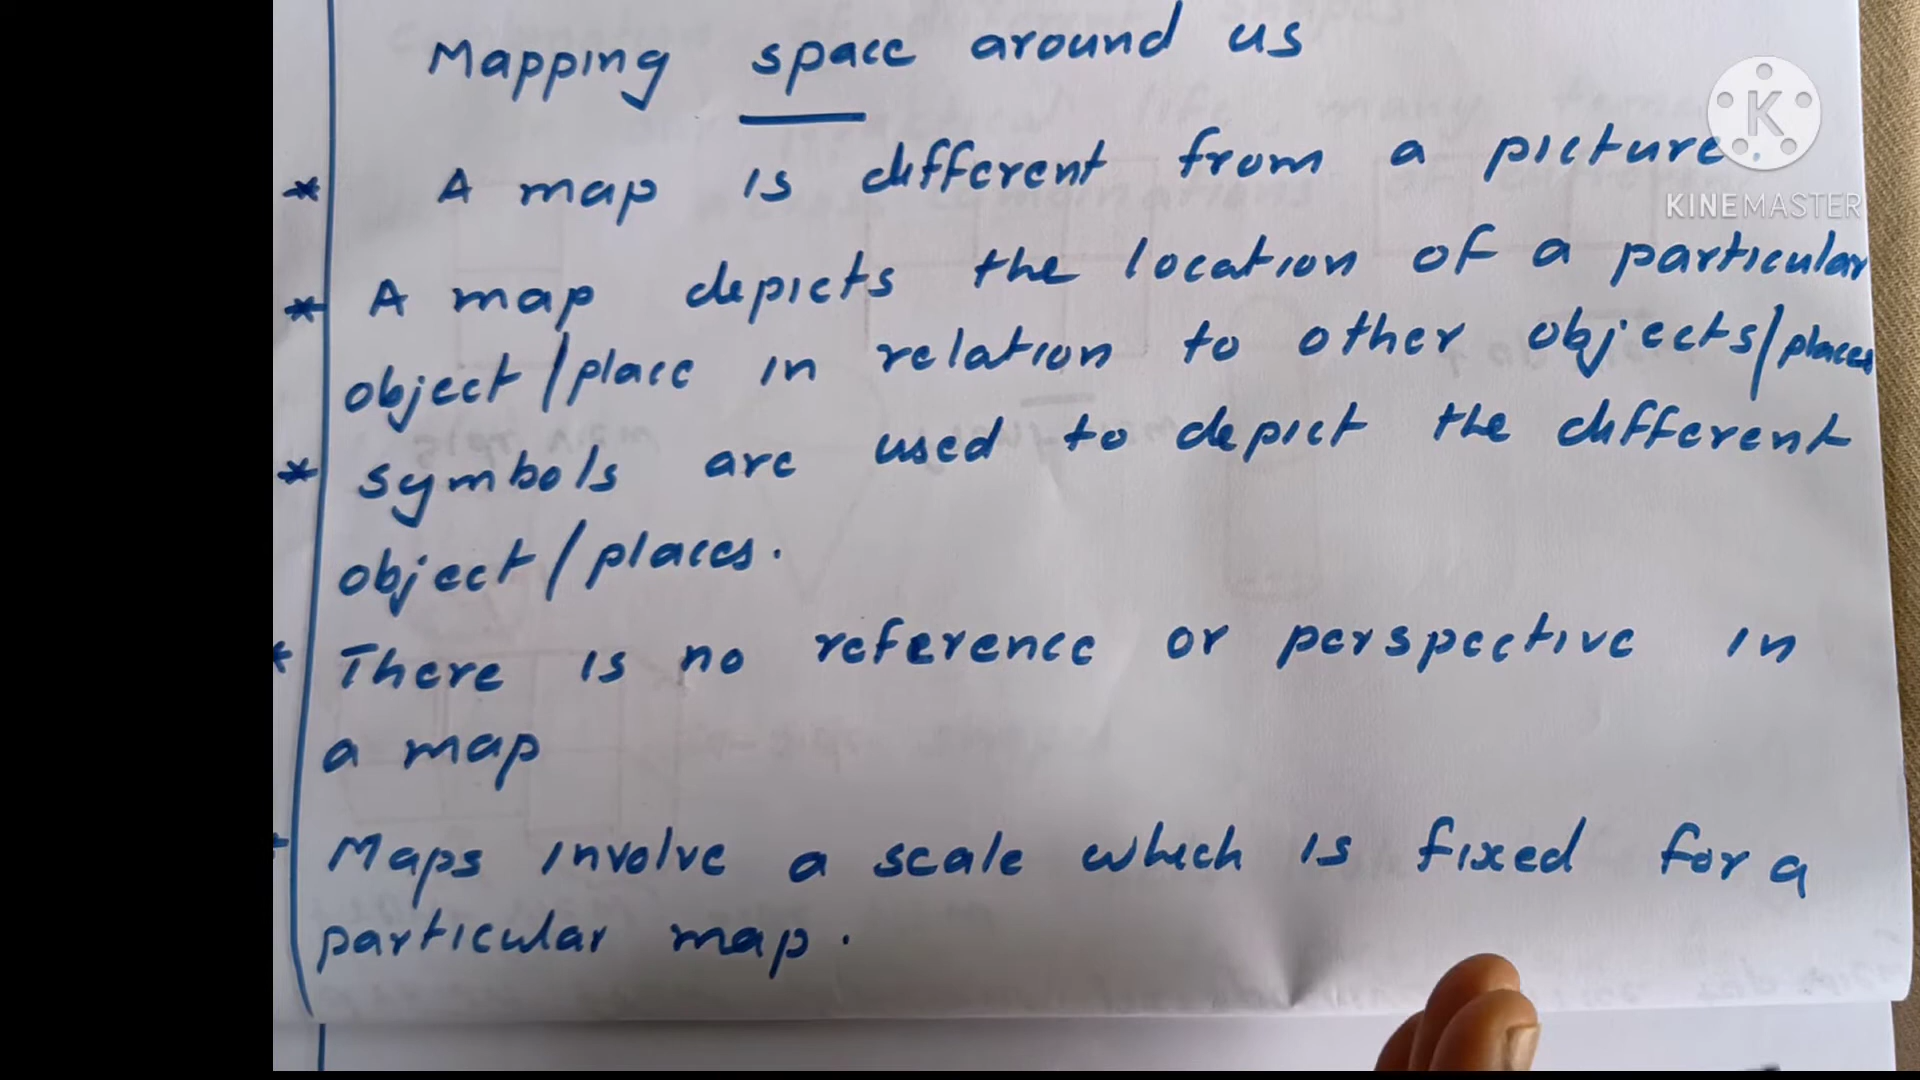 Mapping space around us
* A map is different from a picture.
* A map depicts the location of a particular
object/place in relation to other objects/places
* symbols are used to depict the different
object/places.
* There is no reference or perspective in
a map
* Maps involve a scale which is fixed for a
particular map.
K
KINEMASTER